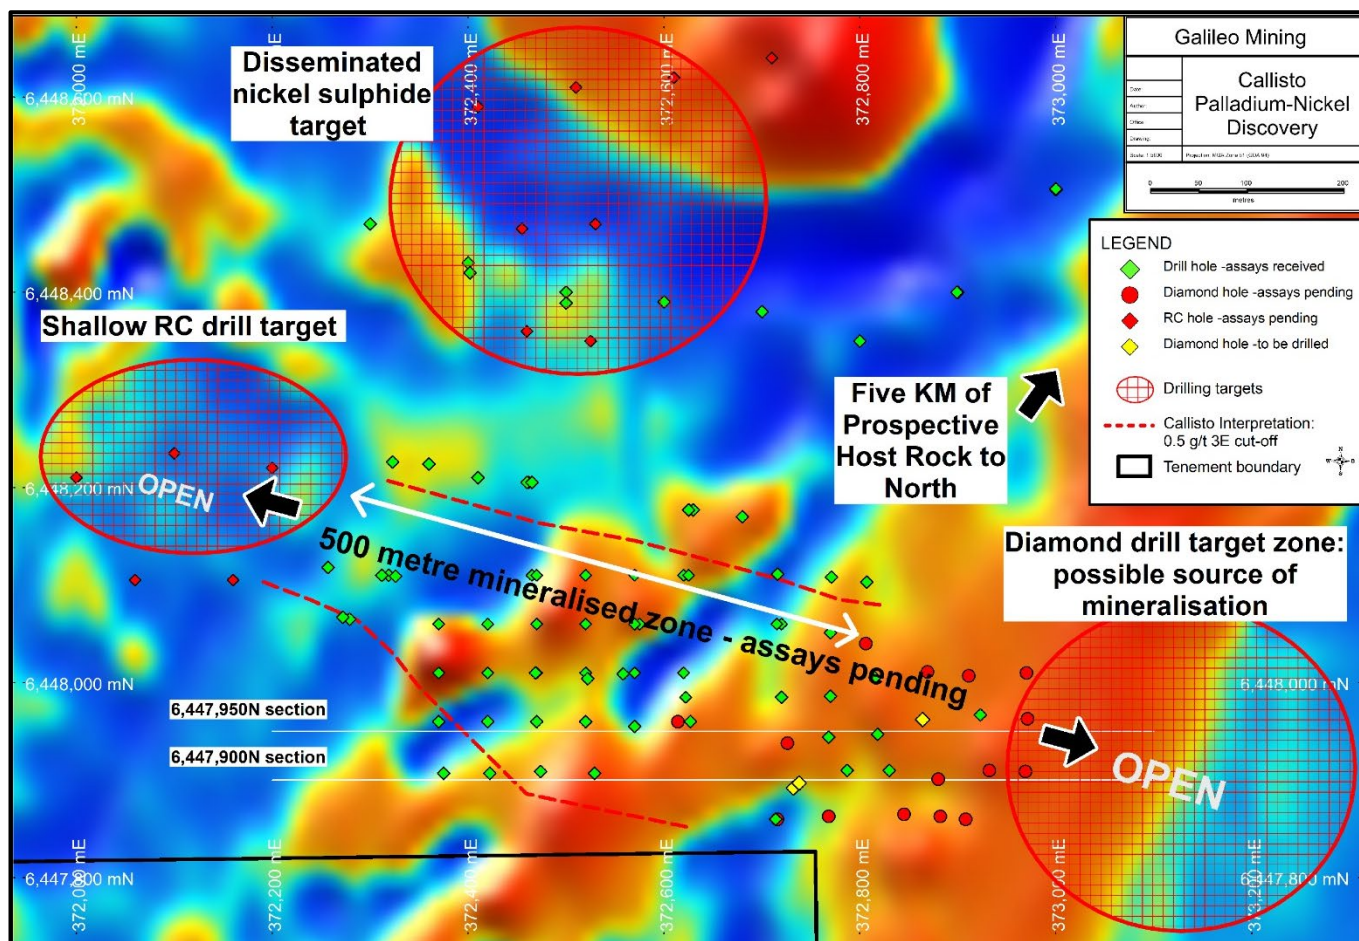 372,000 mE
372,400 mE
372,600 mE
372,800 mE
373,000 mE
Disseminated
nickel sulphide
target
Galileo Mining
Callisto
Palladium-Nickel
Discovery
Date
Author
Office
Drawing
0 50 100 200
metres
LEGEND
Drill hole -assays received
Diamond hole -assays pending
RC hole -assays pending
Diamond hole -to be drilled
Drilling targets
Callisto Interpretation:
0.5 g/t 3E cut-off
Tenement boundary
6,448,400 mN
Shallow RC drill target
Five KM of
Prospective
Host Rock to
North
6,448,200 mN
OPEN
500 metre mineralised zone - assays pending
Diamond drill target zone:
possible source of
mineralisation
6,448,000 mN
6,448,000 mN
6,447,950N section
6,447,900N section
OPEN
6,447,800 mN
6,447,800 mN
372,000 mE
372,200 mE
372,400 mE
372,600 mE
372,800 mE
373,000 mE
373,200 mE